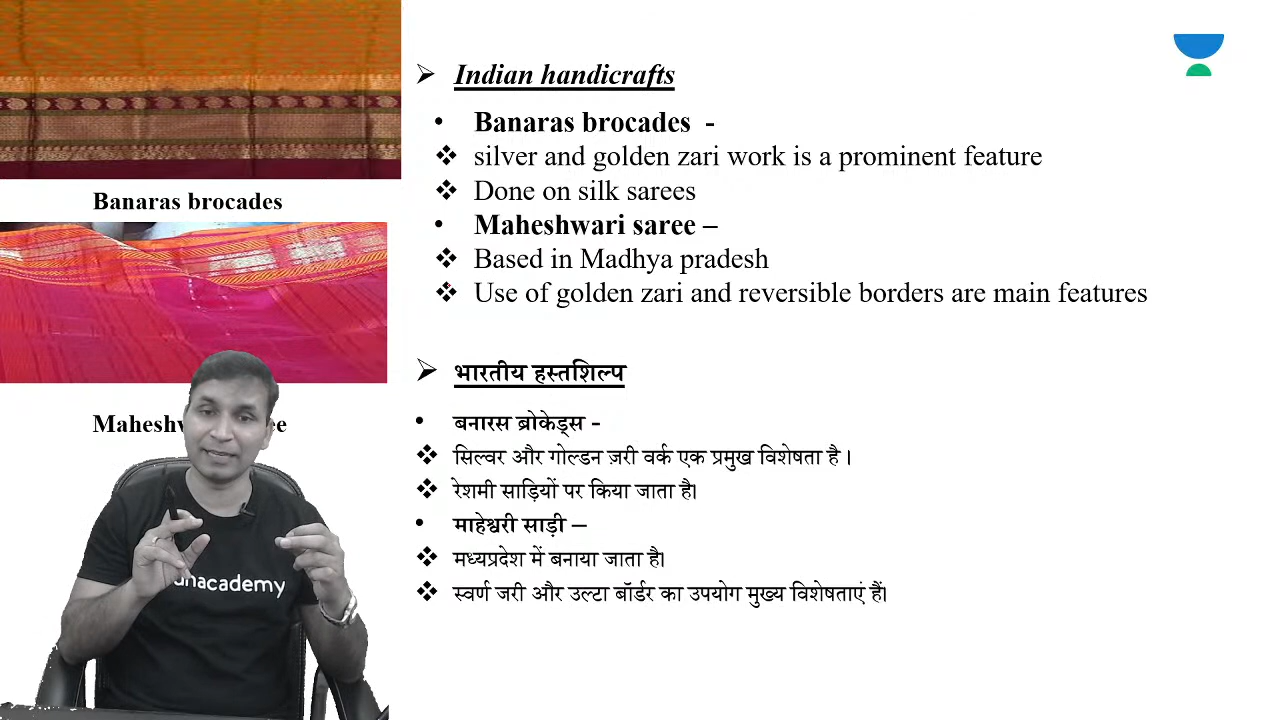 Indian handicrafts
Banaras brocades -
silver and golden zari work is a prominent feature
Done on silk sarees
Maheshwari saree –
Based in Madhya pradesh
Use of golden zari and reversible borders are main features
Banaras brocades
भारतीय हस्तशिल्प
बनारस ब्रोकेड्स -
सिल्वर और गोल्डन ज़री वर्क एक प्रमुख विशेषता है ।
रेशमी साड़ियों पर किया जाता है।
माहेश्वरी साड़ी –
मध्यप्रदेश में बनाया जाता है।
स्वर्ण जरी और उल्टा बॉर्डर का उपयोग मुख्य विशेषताएं हैं।